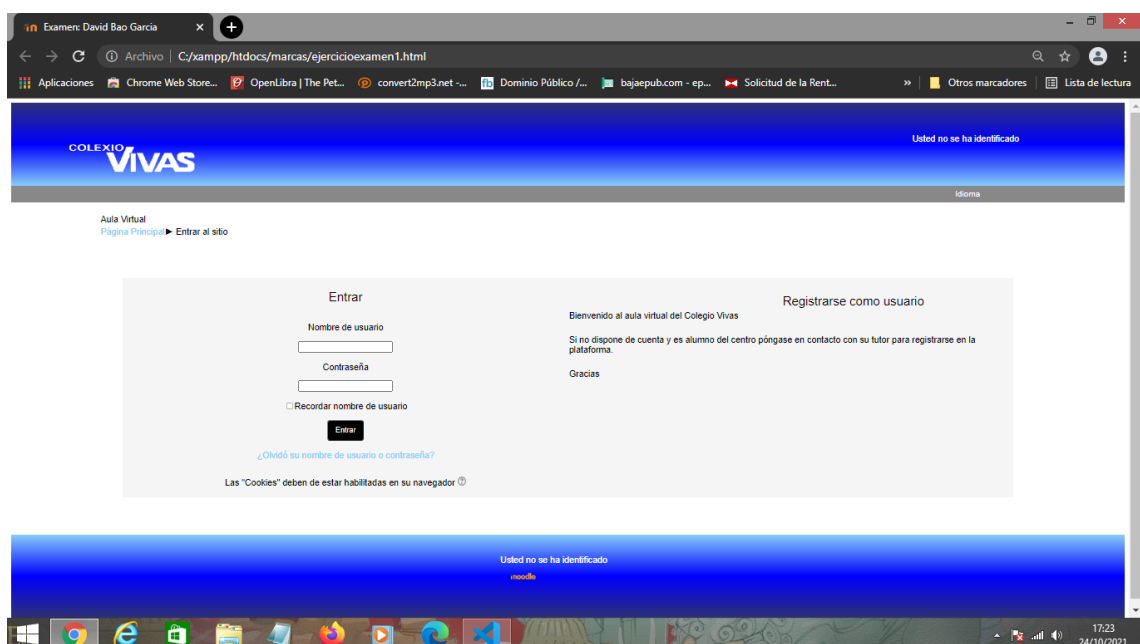 Examen: David Bao Garcia
Archivo | C:/xampp/htdocs/marcas/ejercicioexamen1.html
Aplicaciones Chrome Web Store... OpenLibra | The Pet... convert2mp3.net -... Dominio Público /... bajaepub.com - ep... Solicitud de la Rent... » Otros marcadores Lista de lectura
COLEXIO VIVAS
Usted no se ha identificado
Idioma
Aula Virtual
Página Principal► Entrar al sitio
Entrar
Nombre de usuario
Contraseña
Recordar nombre de usuario
Entrar
¿Olvidó su nombre de usuario o contraseña?
Las "Cookies" deben de estar habilitadas en su navegador
Registrarse como usuario
Bienvenido al aula virtual del Colegio Vivas
Si no dispone de cuenta y es alumno del centro póngase en contacto con su tutor para registrarse en la
plataforma.
Gracias
Usted no se ha identificado
moodle
17:23
24/10/2021